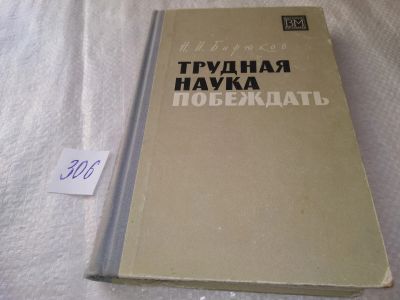 ВМ
Н.И.Бирюков
ТРУДНАЯ
НАУКА
ПОБЕЖДАТЬ
306